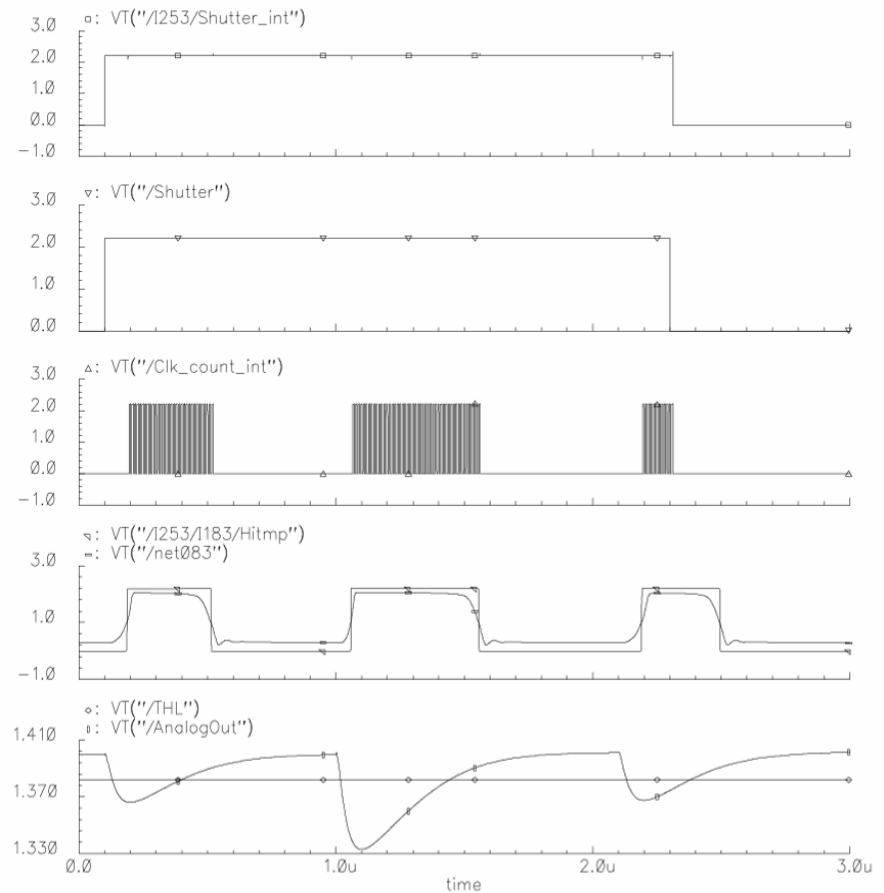 ▫: VT("/I253/Shutter_int")
3.0
2.0
1.0
0.0
−1.0
▿: VT("/Shutter")
3.0
2.0
1.0
0.0
▵: VT("/Clk_count_int")
3.0
2.0
1.0
0.0
−1.0
VT("/I253/I183/Hitmp")
VT("/net083")
3.0
1.0
−1.0
⋄: VT("/THL")
▯: VT("/AnalogOut")
1.410
1.370
1.330
0.0 1.0u 2.0u 3.0u
time